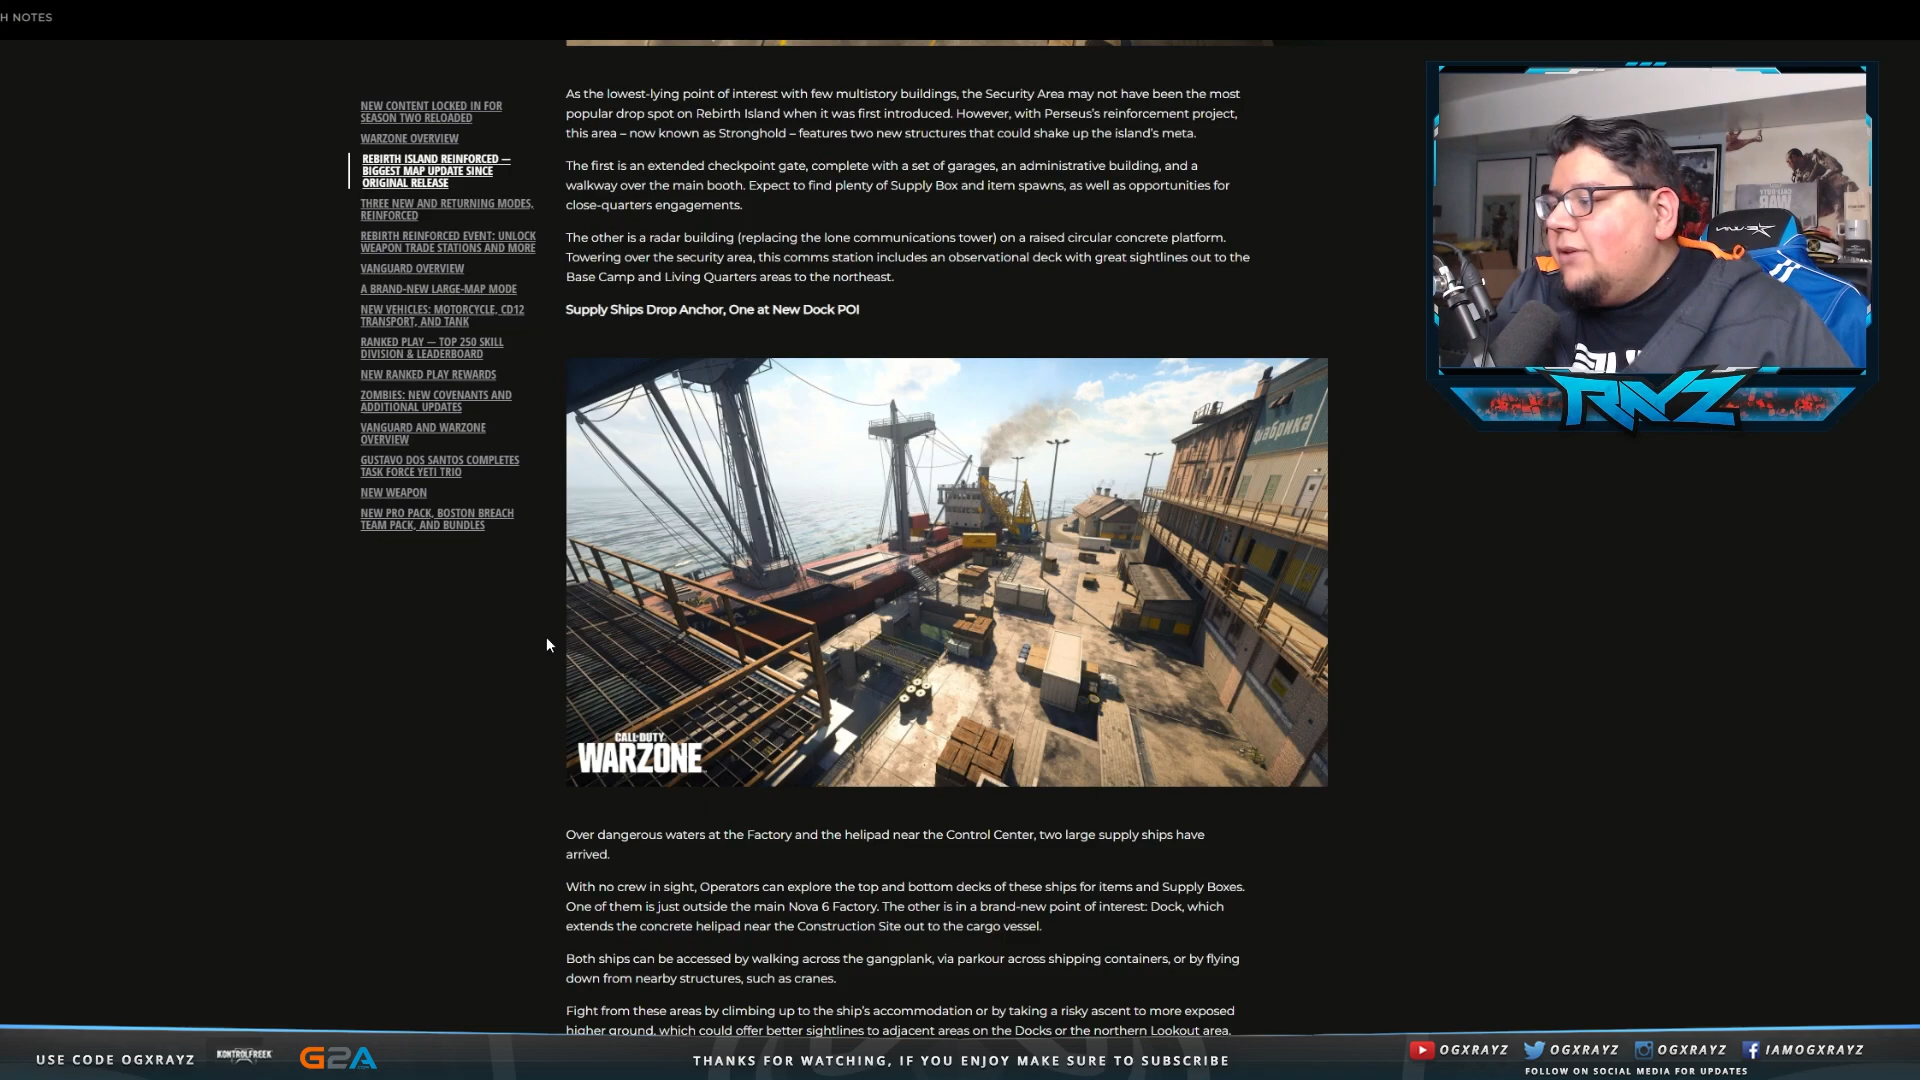 H NOTES
NEW CONTENT LOCKED IN FOR
SEASON TWO RELOADED
WARZONE OVERVIEW
REBIRTH ISLAND REINFORCED —
BIGGEST MAP UPDATE SINCE
ORIGINAL RELEASE
THREE NEW AND RETURNING MODES,
REINFORCED
REBIRTH REINFORCED EVENT: UNLOCK
WEAPON TRADE STATIONS AND MORE
VANGUARD OVERVIEW
A BRAND-NEW LARGE-MAP MODE
NEW VEHICLES: MOTORCYCLE, CD12
TRANSPORT, AND TANK
RANKED PLAY — TOP 250 SKILL
DIVISION & LEADERBOARD
NEW RANKED PLAY REWARDS
ZOMBIES: NEW COVENANTS AND
ADDITIONAL UPDATES
VANGUARD AND WARZONE
OVERVIEW
GUSTAVO DOS SANTOS COMPLETES
TASK FORCE YETI TRIO
NEW WEAPON
NEW PRO PACK, BOSTON BREACH
TEAM PACK, AND BUNDLES
As the lowest-lying point of interest with few multistory buildings, the Security Area may not have been the most
popular drop spot on Rebirth Island when it was first introduced. However, with Perseus's reinforcement project,
this area – now known as Stronghold – features two new structures that could shake up the island's meta.
The first is an extended checkpoint gate, complete with a set of garages, an administrative building, and a
walkway over the main booth. Expect to find plenty of Supply Box and item spawns, as well as opportunities for
close-quarters engagements.
The other is a radar building (replacing the lone communications tower) on a raised circular concrete platform.
Towering over the security area, this comms station includes an observational deck with great sightlines out to the
Base Camp and Living Quarters areas to the northeast.
Supply Ships Drop Anchor, One at New Dock POI
фабрика
CALL OF DUTY
WARZONE
Over dangerous waters at the Factory and the helipad near the Control Center, two large supply ships have
arrived.
With no crew in sight, Operators can explore the top and bottom decks of these ships for items and Supply Boxes.
One of them is just outside the main Nova 6 Factory. The other is in a brand-new point of interest: Dock, which
extends the concrete helipad near the Construction Site out to the cargo vessel.
Both ships can be accessed by walking across the gangplank, via parkour across shipping containers, or by flying
down from nearby structures, such as cranes.
Fight from these areas by climbing up to the ship's accommodation or by taking a risky ascent to more exposed
higher ground, which could offer better sightlines to adjacent areas on the Docks or the northern Lookout area.
RAYZ
USE CODE OGXRAYZ
KONTROLFREEK
G2A
THANKS FOR WATCHING, IF YOU ENJOY MAKE SURE TO SUBSCRIBE
OGXRAYZ
OGXRAYZ
OGXRAYZ
IAMOGXRAYZ
FOLLOW ON SOCIAL MEDIA FOR UPDATES